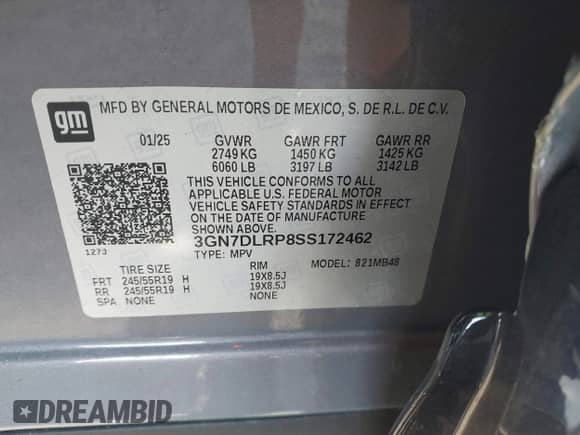 gm
MFD BY GENERAL MOTORS DE MEXICO, S. DE R.L. DE C.V.
01/25 GVWR GAWR FRT GAWR RR
2749 KG 1450 KG 1425 KG
6060 LB 3197 LB 3142 LB
THIS VEHICLE CONFORMS TO ALL
APPLICABLE U.S. FEDERAL MOTOR
VEHICLE SAFETY STANDARDS IN EFFECT
ON THE DATE OF MANUFACTURE
SHOWN ABOVE.
1273 3GN7DLRP8SS172462
TYPE: MPV MODEL: 821MB48
TIRE SIZE RIM
FRT 245/55R19 H 19X8.5J
RR 245/55R19 H 19X8.5J
SPA NONE NONE
DREAMBID